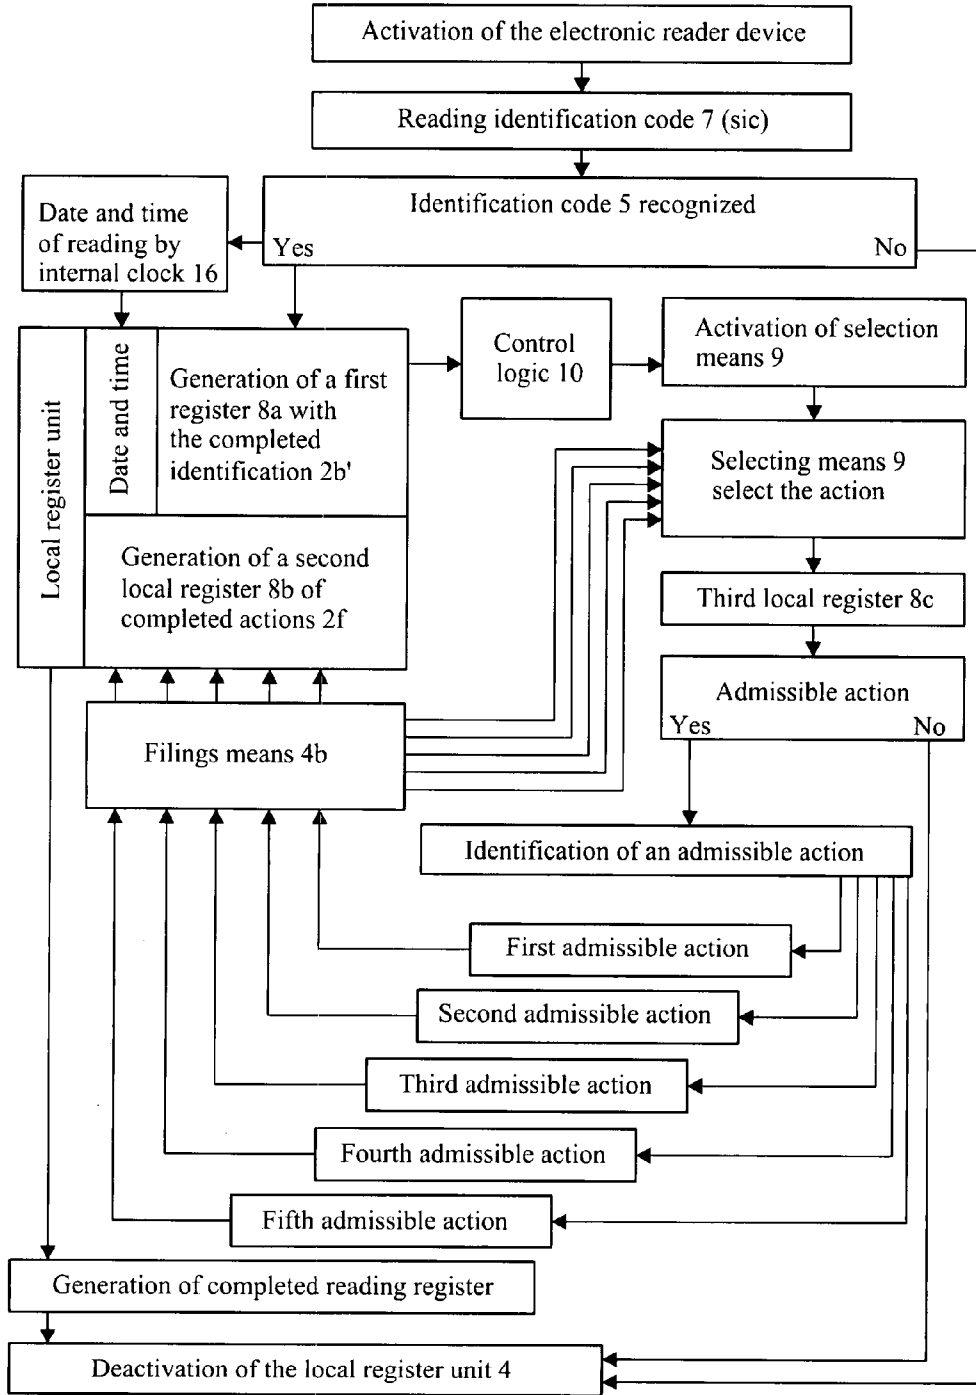 Activation of the electronic reader device
Reading identification code 7 (sic)
Identification code 5 recognized
Yes
No
Date and time
of reading by
internal clock 16
Local register unit
Date and time
Generation of a first
register 8a with
the completed
identification 2b'
Control
logic 10
Activation of selection
means 9
Selecting means 9
select the action
Generation of a second
local register 8b of
completed actions 2f
Third local register 8c
Admissible action
Yes
No
Filings means 4b
Identification of an admissible action
First admissible action
Second admissible action
Third admissible action
Fourth admissible action
Fifth admissible action
Generation of completed reading register
Deactivation of the local register unit 4